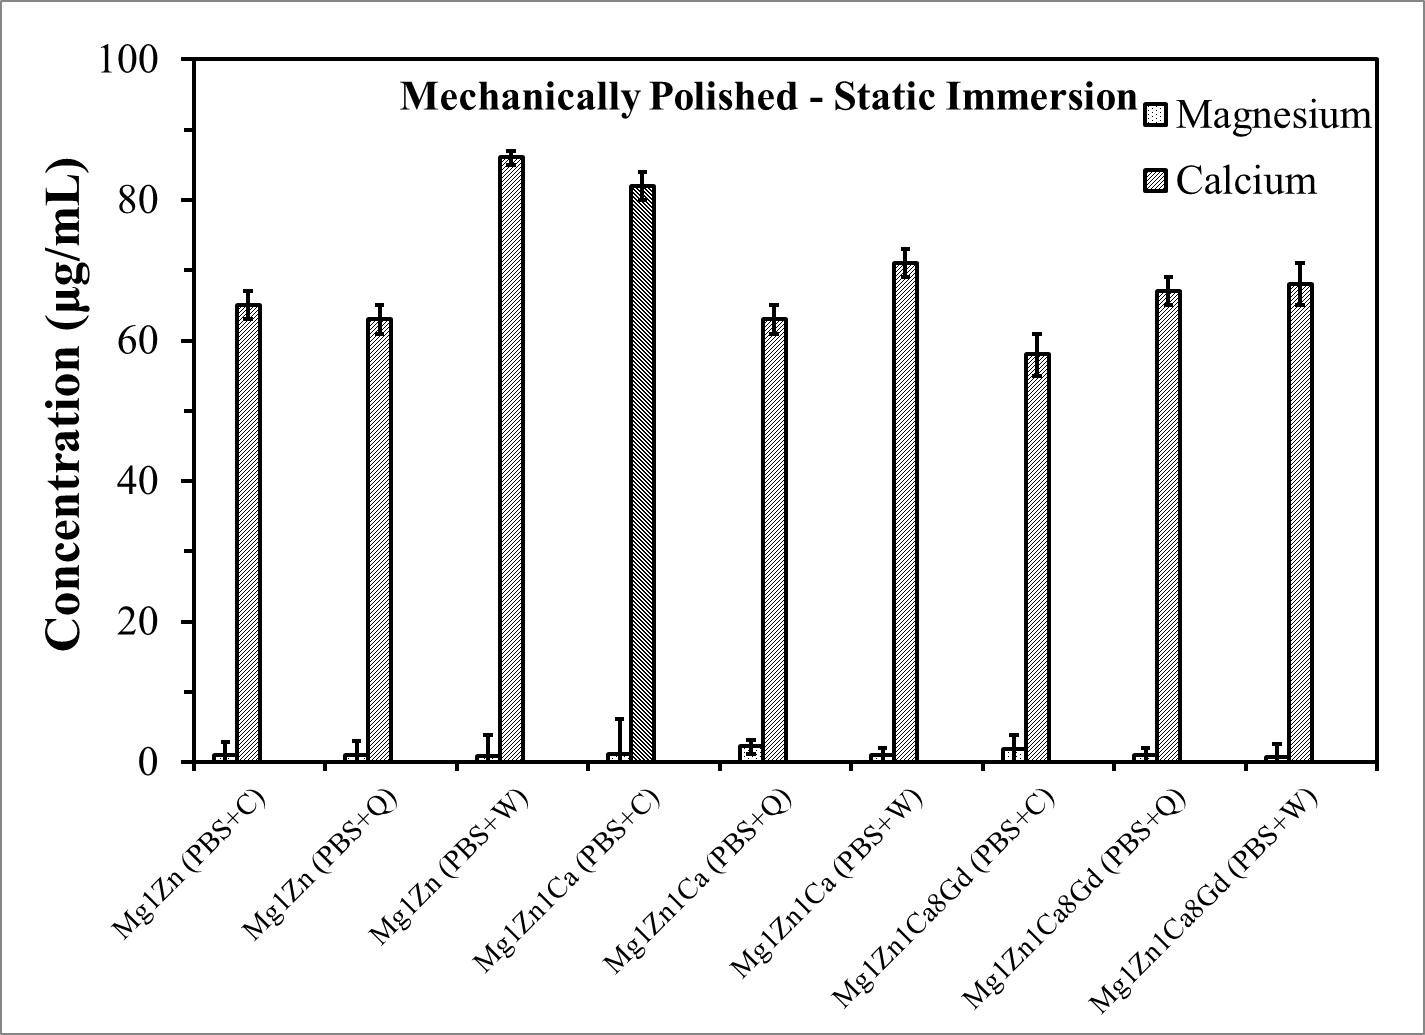 Mechanically Polished - Static Immersion
Magnesium
Calcium
Concentration (µg/mL)
100
80
60
40
20
0
Mg1Zn (PBS+C)
Mg1Zn (PBS+Q)
Mg1Zn (PBS+W)
Mg1Zn1Ca (PBS+C)
Mg1Zn1Ca (PBS+Q)
Mg1Zn1Ca (PBS+W)
Mg1Zn1Ca8Gd (PBS+C)
Mg1Zn1Ca8Gd (PBS+Q)
Mg1Zn1Ca8Gd (PBS+W)